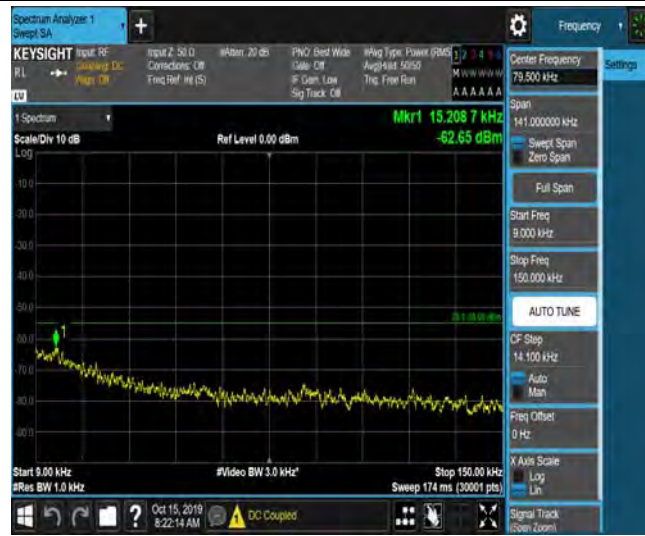 Spectrum Analyzer 1
Swept SA
+
Frequency
KEYSIGHT Input: RF
RL
Coupling: DC
Align: Off
Input Z: 50 Ω
Corrections: Off
Freq Ref: Int (S)
#Atten: 20 dB
PNO: Best Wide
Gate: Off
IF Gain: Low
Sig Track: Off
#Avg Type: Power (RMS
Avg|Hold: 50/50
Trig: Free Run
1 2 3 4 5 6
M W W W W W
A A A A A A
LV
1 Spectrum
Scale/Div 10 dB
Log
Ref Level 0.00 dBm
Mkr1 15.208 7 kHz
-62.65 dBm
-10.0
-20.0
-30.0
-40.0
-60.0
-70.0
-80.0
-90.0
1
Start 9.00 kHz
#Res BW 1.0 kHz
#Video BW 3.0 kHz*
Stop 150.00 kHz
Sweep 174 ms (30001 pts)
Oct 15, 2019
8:22:14 AM
?
DC Coupled
Settings
Center Frequency
79.500 kHz
Span
141.000000 kHz
Swept Span
Zero Span
Full Span
Start Freq
9.000 kHz
Stop Freq
150.000 kHz
AUTO TUNE
CF Step
14.100 kHz
Auto
Man
Freq Offset
0 Hz
X Axis Scale
Log
Lin
Signal Track
(Span Zoom)